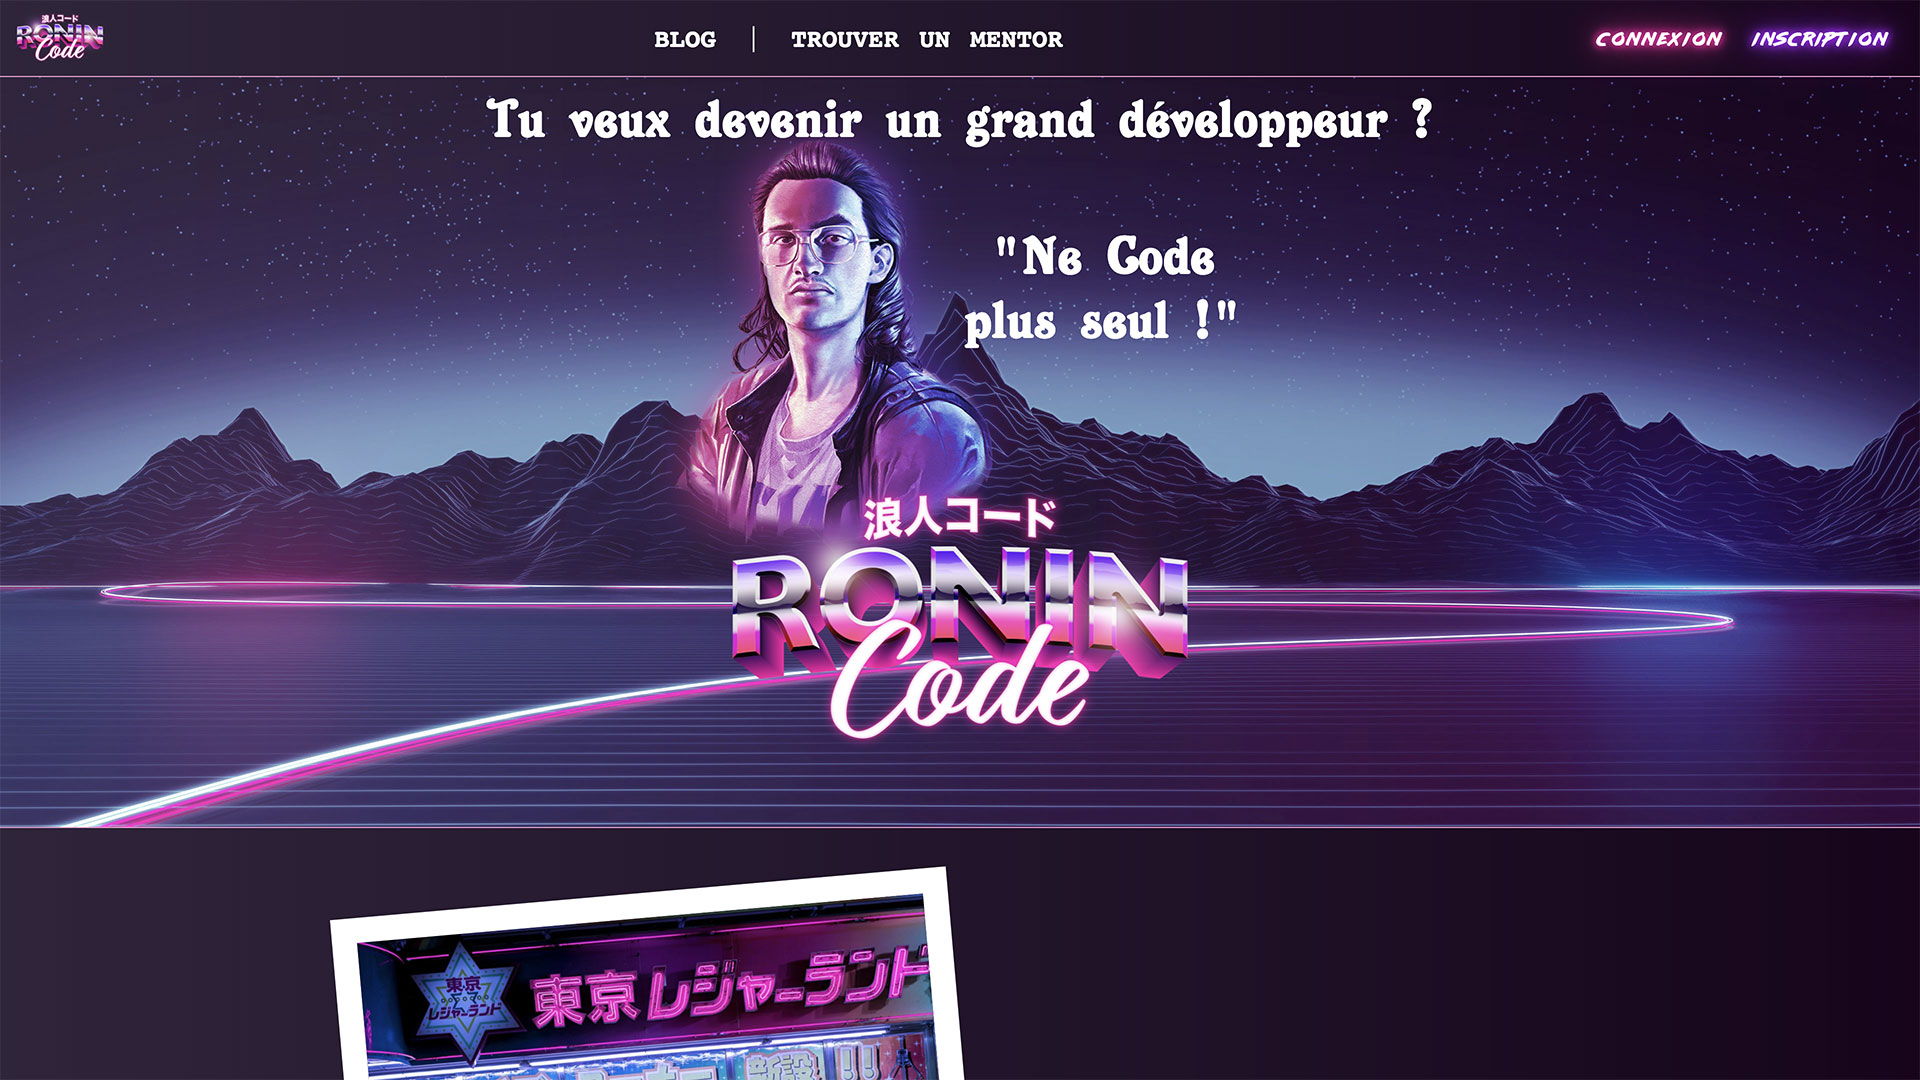 浪人コード
RONIN
Code
BLOG | TROUVER UN MENTOR
CONNEXION INSCRIPTION
Tu veux devenir un grand développeur ?
"Ne Code
plus seul !"
浪人コード
RONIN
Code
東京
レジャーランド
東京レジャーランド
新設!!